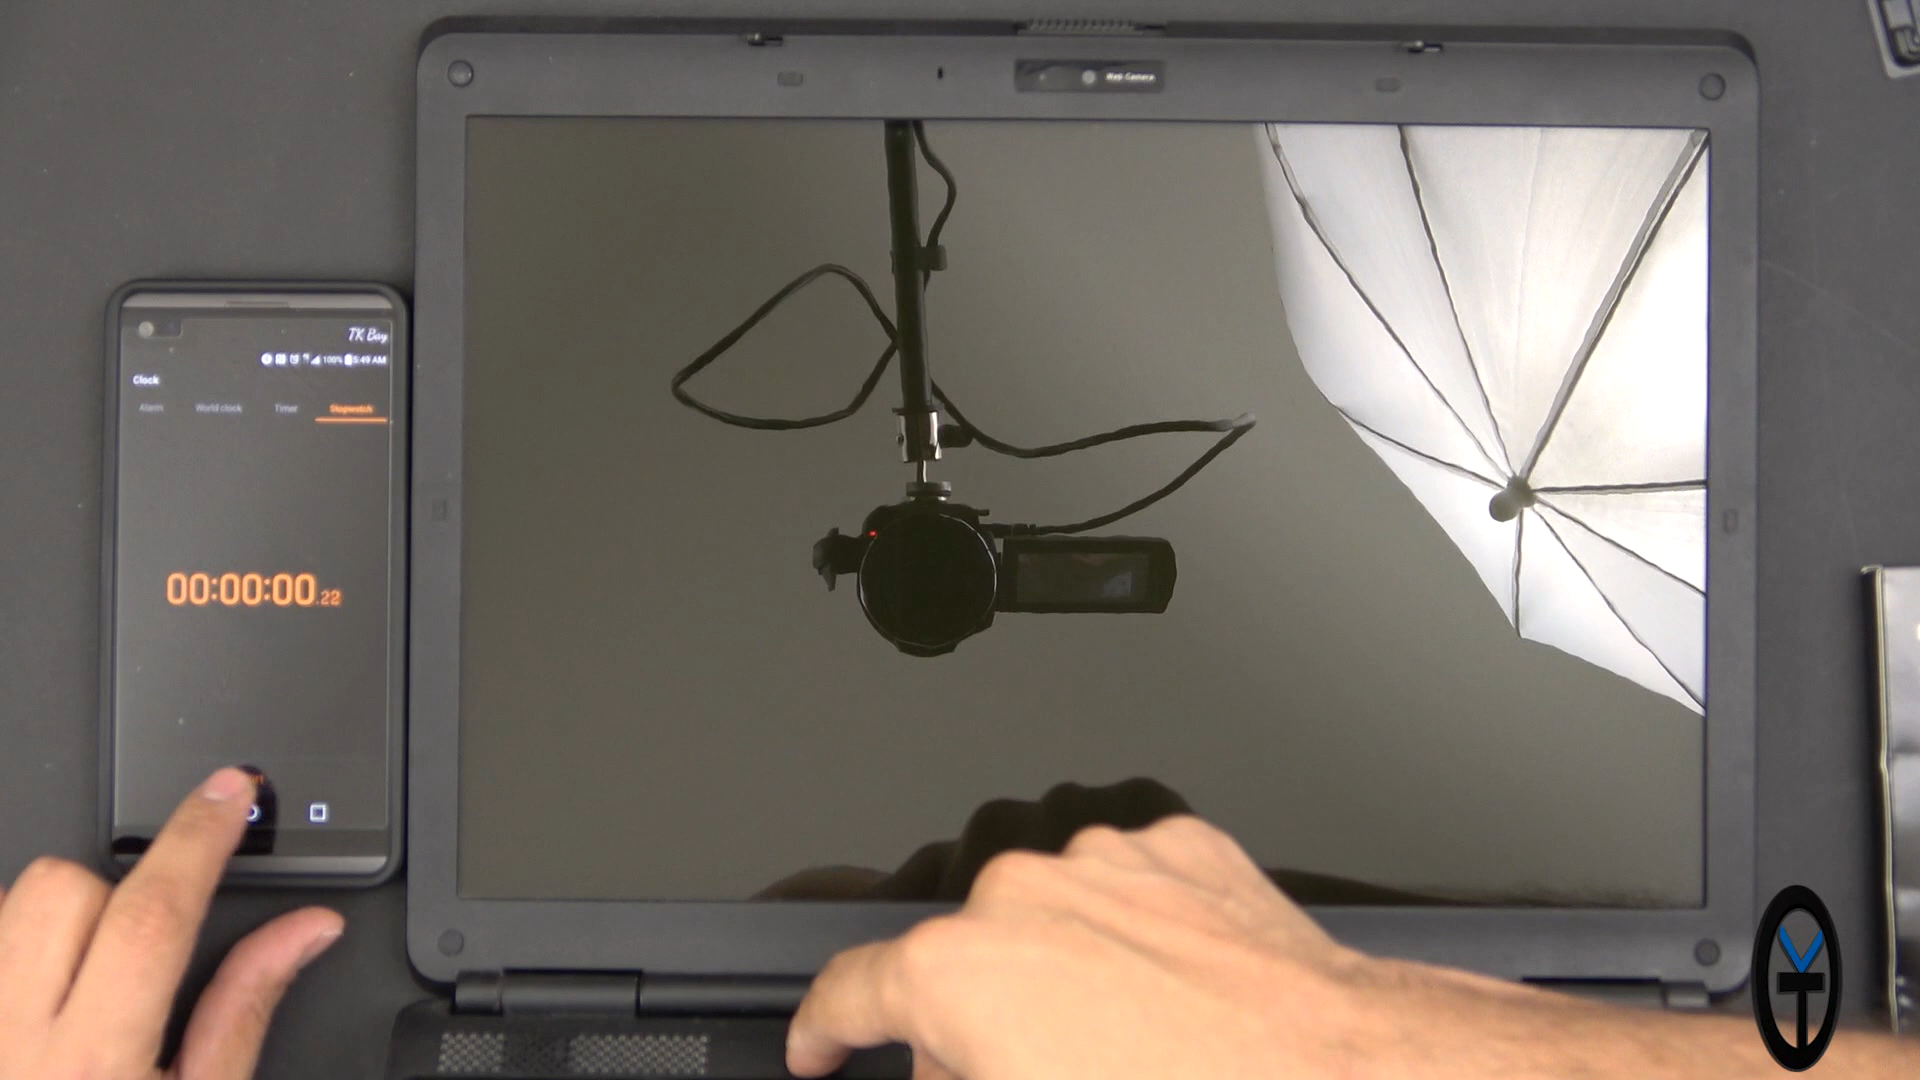 Web Camera
TK Bay
100% 5:49 AM
Clock
Alarm World clock Timer Stopwatch
00:00:00.22